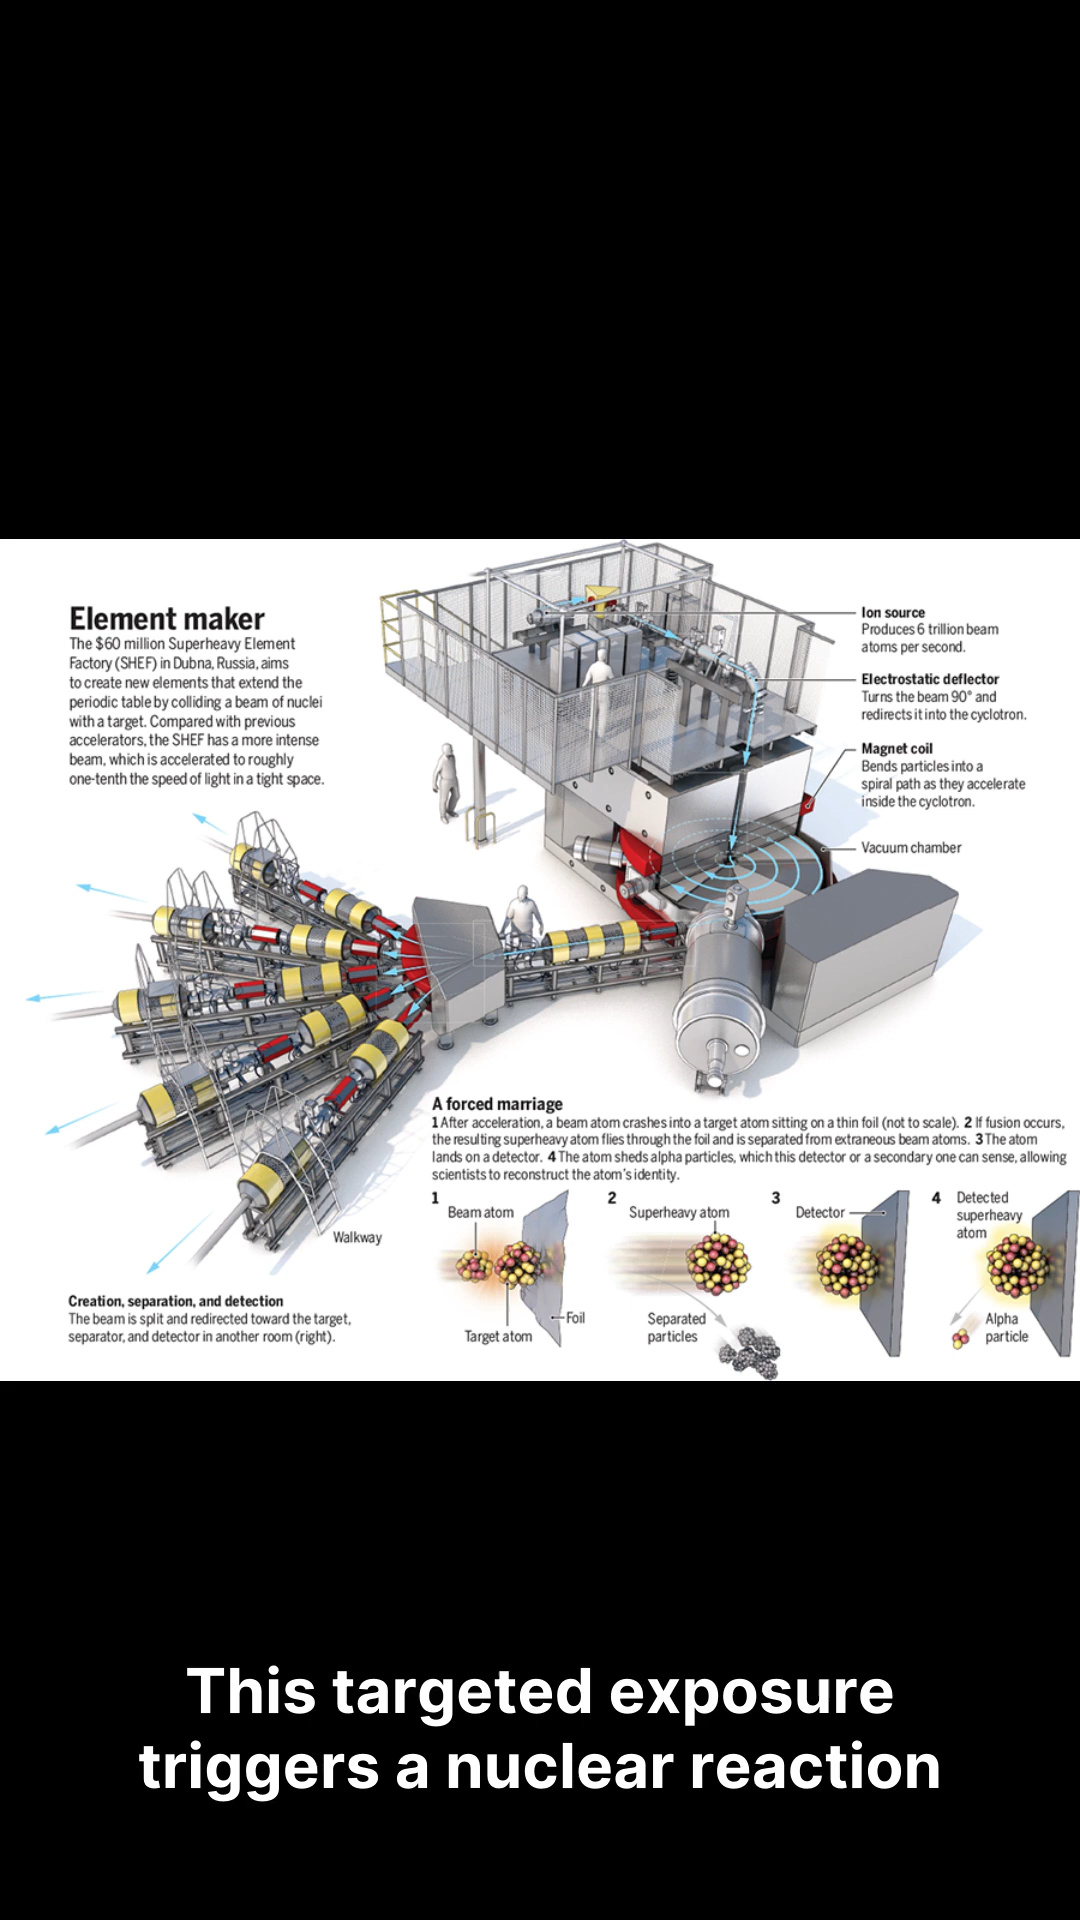 Element maker
The $60 million Superheavy Element
Factory (SHEF) in Dubna, Russia, aims
to create new elements that extend the
periodic table by colliding a beam of nuclei
with a target. Compared with previous
accelerators, the SHEF has a more intense
beam, which is accelerated to roughly
one-tenth the speed of light in a tight space.
Ion source
Produces 6 trillion beam
atoms per second.
Electrostatic deflector
Turns the beam 90° and
redirects it into the cyclotron.
Magnet coil
Bends particles into a
spiral path as they accelerate
inside the cyclotron.
Vacuum chamber
Walkway
Creation, separation, and detection
The beam is split and redirected toward the target,
separator, and detector in another room (right).
A forced marriage
1 After acceleration, a beam atom crashes into a target atom sitting on a thin foil (not to scale). 2 If fusion occurs,
the resulting superheavy atom flies through the foil and is separated from extraneous beam atoms. 3 The atom
lands on a detector. 4 The atom sheds alpha particles, which this detector or a secondary one can sense, allowing
scientists to reconstruct the atom's identity.
1
Beam atom
Target atom
Foil
2
Superheavy atom
Separated
particles
3
Detector
4
Detected
superheavy
atom
Alpha
particle
This targeted exposure
triggers a nuclear reaction